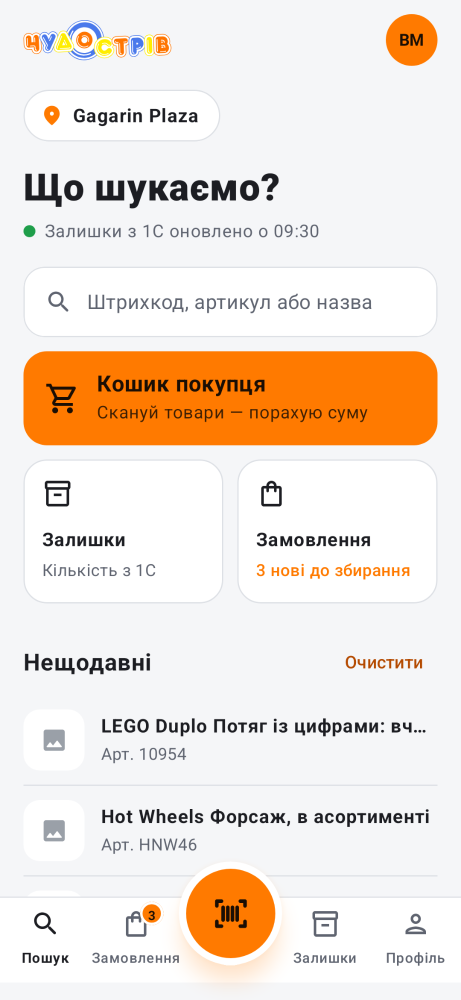 ЧУДОСТРІВ
ВМ
Gagarin Plaza
Що шукаємо?
Залишки з 1С оновлено о 09:30
Штрихкод, артикул або назва
Кошик покупця
Скануй товари — порахую суму
Залишки
Кількість з 1С
Замовлення
3 нові до збирання
Нещодавні
Очистити
LEGO Duplo Потяг із цифрами: вч...
Арт. 10954
Hot Wheels Форсаж, в асортименті
Арт. HNW46
3
Пошук
Замовлення
Залишки
Профіль